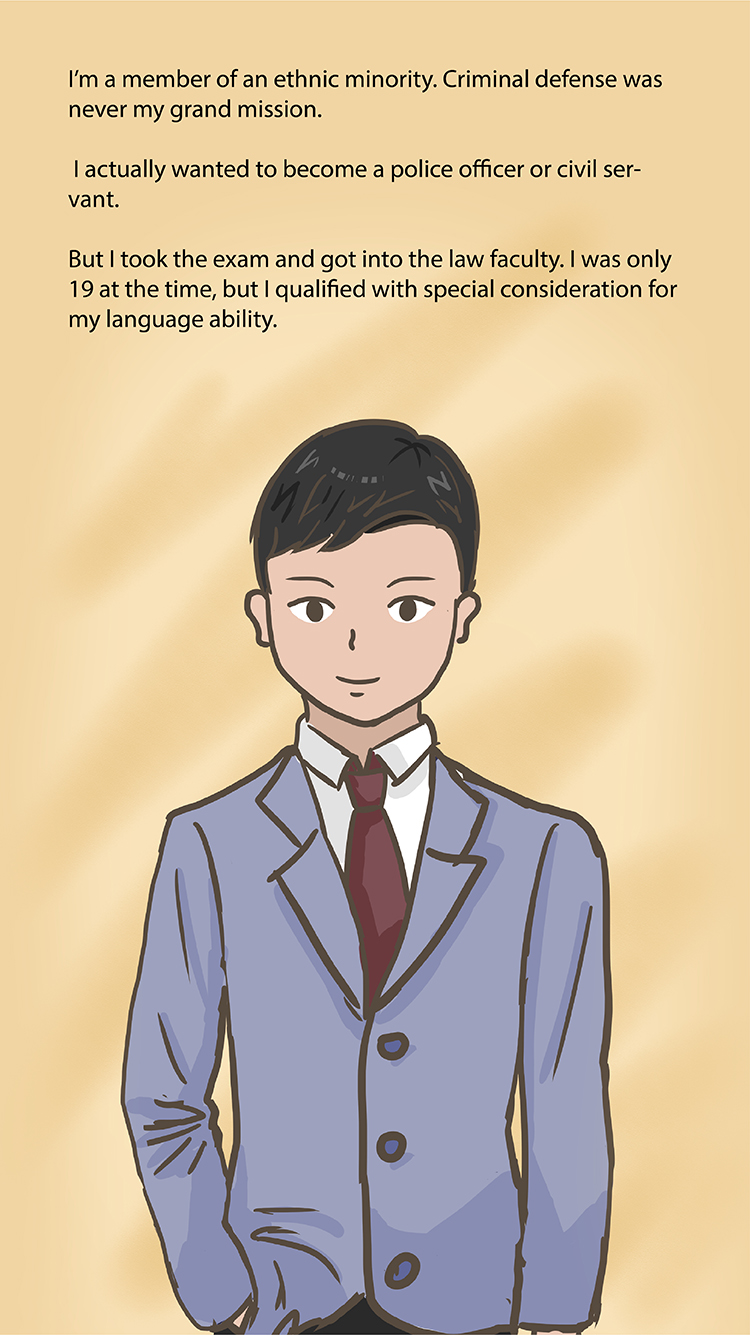 I’m a member of an ethnic minority. Criminal defense was
never my grand mission.
I actually wanted to become a police officer or civil ser-
vant.
But I took the exam and got into the law faculty. I was only
19 at the time, but I qualified with special consideration for
my language ability.